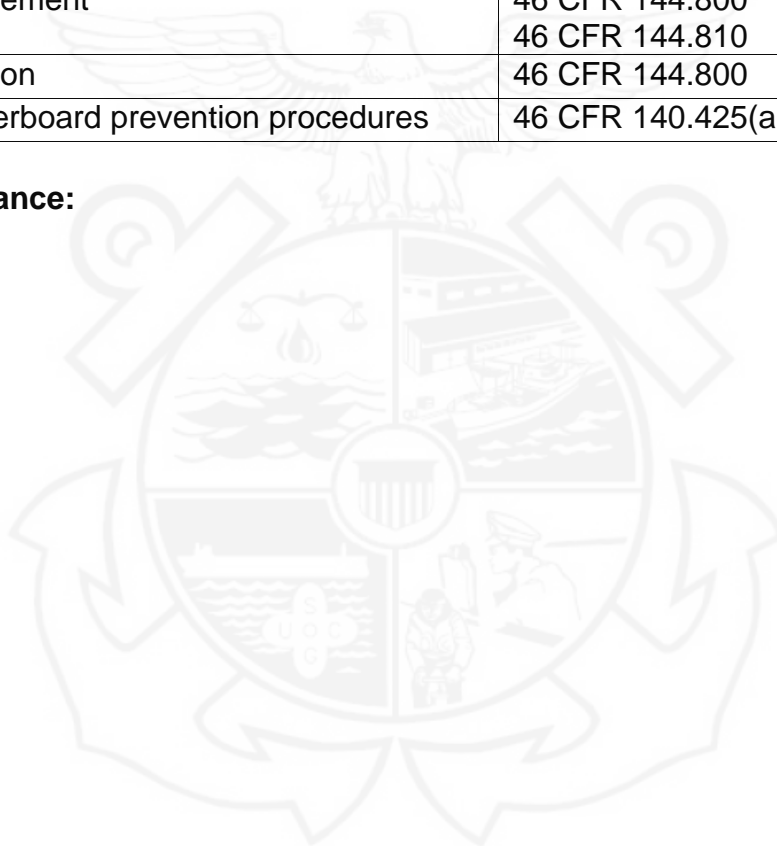 ement 46 CFR 144.800
46 CFR 144.810
on 46 CFR 144.800
erboard prevention procedures 46 CFR 140.425(a
ance:
S
U O C
G